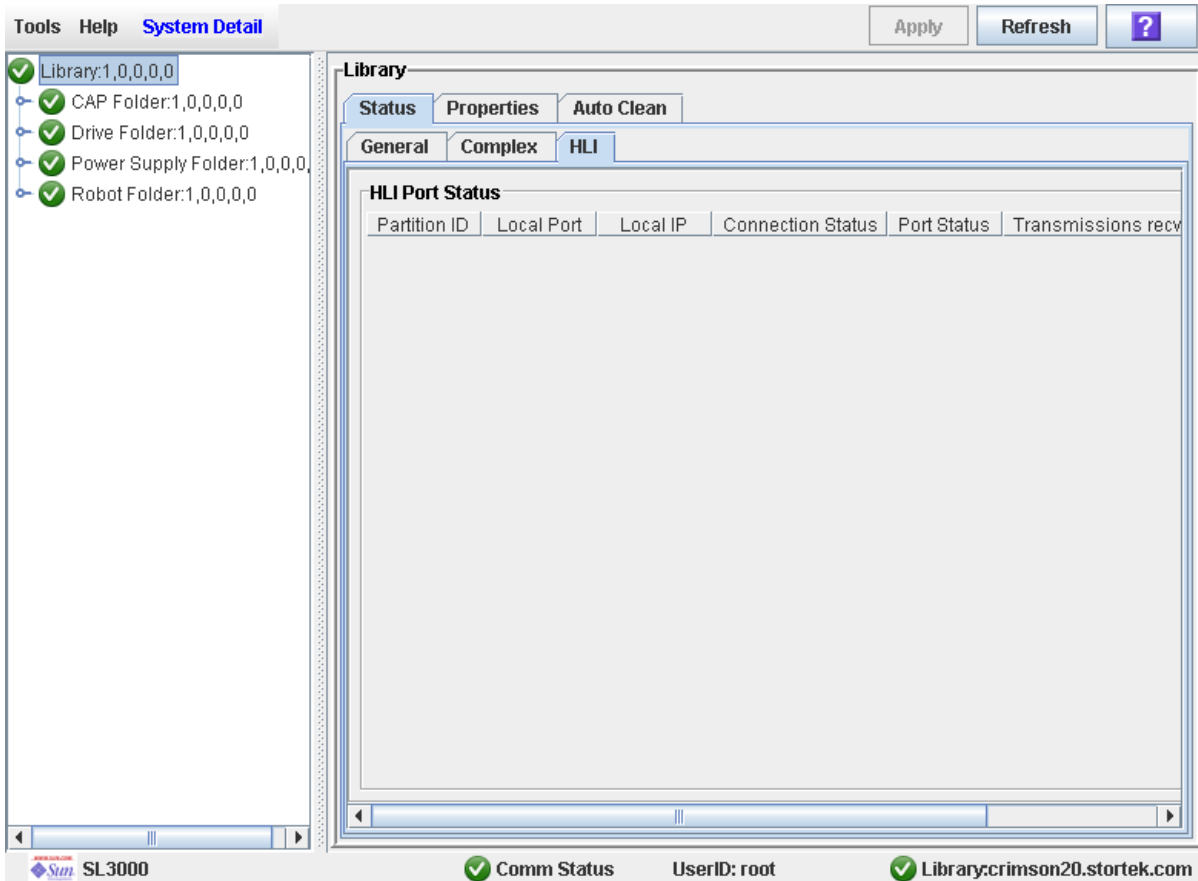 Tools Help System Detail Apply Refresh ?
Library:1,0,0,0,0
CAP Folder:1,0,0,0,0
Drive Folder:1,0,0,0,0
Power Supply Folder:1,0,0,0,
Robot Folder:1,0,0,0,0
Library
Status Properties Auto Clean
General Complex HLI
HLI Port Status
Partition ID Local Port Local IP Connection Status Port Status Transmissions recv
Sun SL3000 Comm Status UserID: root Library:crimson20.stortek.com